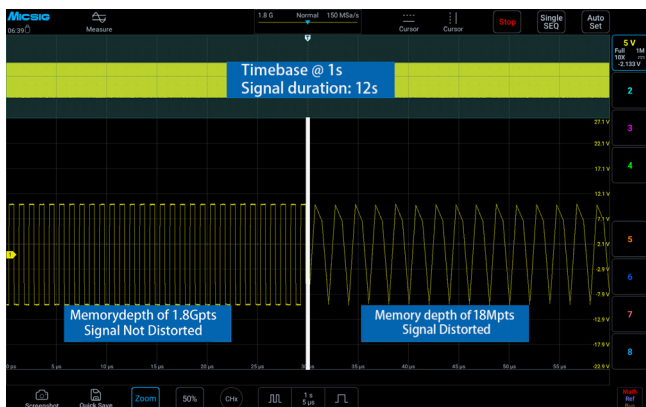 Micsig
06:39
Measure
1.8 G Normal 150 MSa/s
Cursor
Cursor
Stop
Single
SEQ
Auto
Set
5 V
Full 1M
10X
-2.133 V
2
3
4
5
6
7
8
Math
Ref
Timebase @ 1s
Signal duration: 12s
27.1 V
22.1 V
17.1 V
12.1 V
7.1 V
2.1 V
-2.9 V
-7.9 V
-12.9 V
-17.9 V
-22.9 V
1
Memorydepth of 1.8Gpts
Signal Not Distorted
Memory depth of 18Mpts
Signal Distorted
0 ps 5 µs 10 µs 15 µs 20 µs 25 µs 35 µs 40 µs 45 µs 50 µs 55 µs
Screenshot
Quick Save
Zoom
50%
CHx
1 s
5 µs